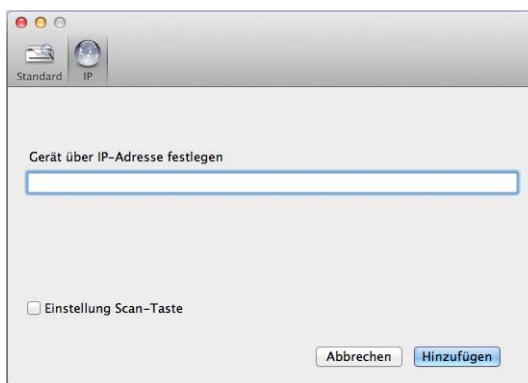 Standard
IP
Gerät über IP-Adresse festlegen
Einstellung Scan-Taste
Abbrechen
Hinzufügen